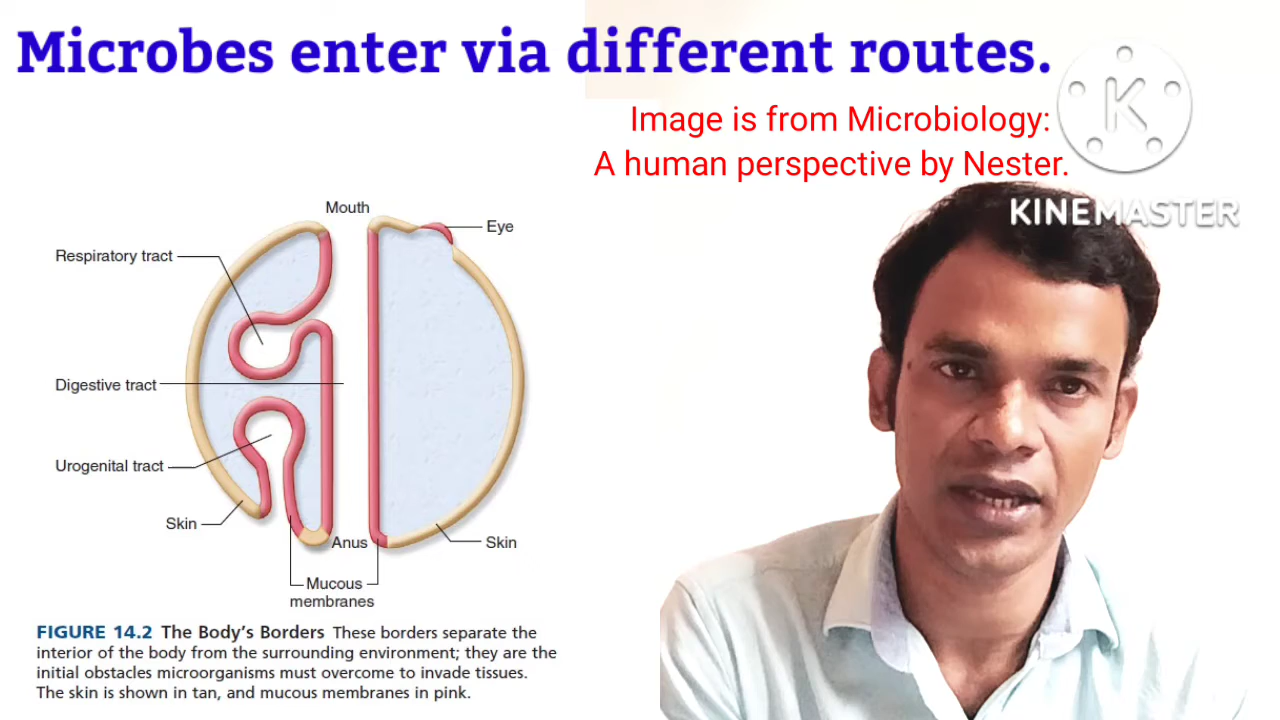 Microbes enter via different routes.
Image is from Microbiology:
A human perspective by Nester.
K
KINEMASTER
Mouth
Eye
Respiratory tract
Digestive tract
Urogenital tract
Skin
Anus
Skin
Mucous
membranes
FIGURE 14.2 The Body's Borders These borders separate the
interior of the body from the surrounding environment; they are the
initial obstacles microorganisms must overcome to invade tissues.
The skin is shown in tan, and mucous membranes in pink.